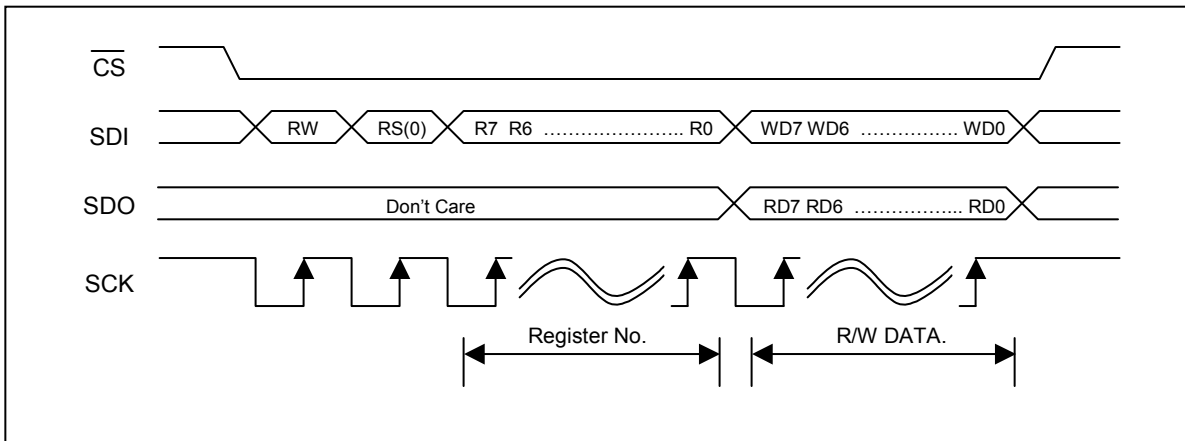 CS
SDI RW RS(0) R7 R6 ........................ R0 WD7 WD6 ................ WD0
SDO Don't Care RD7 RD6 ................... RD0
SCK
Register No. R/W DATA.